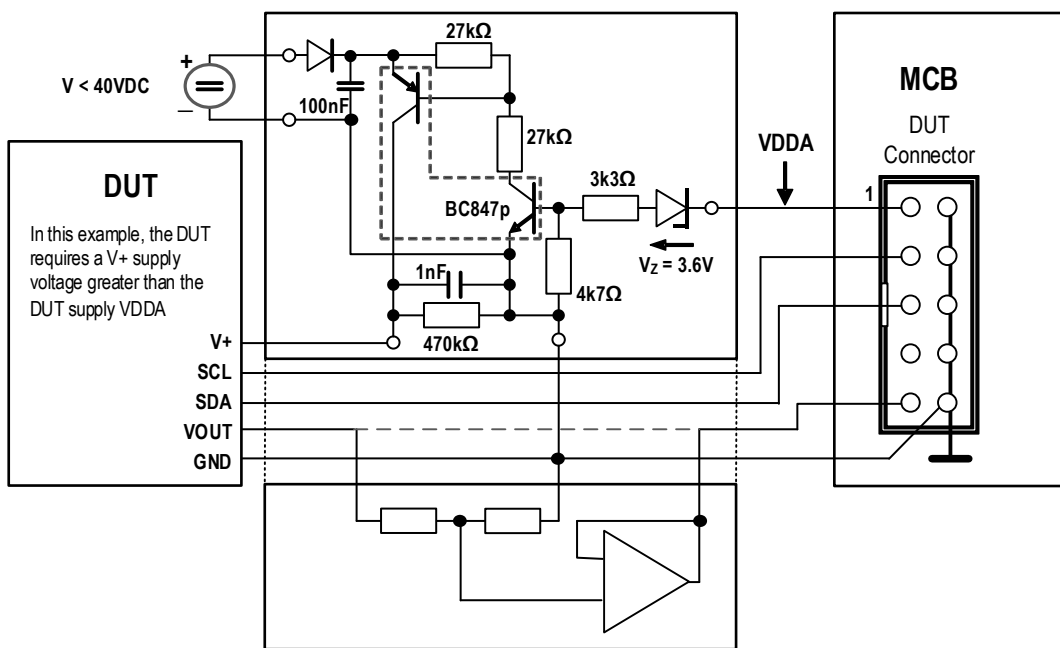 27kΩ
+
V < 40VDC
–
100nF
27kΩ
BC847p
3k3Ω
VZ = 3.6V
VDDA
1nF
4k7Ω
470kΩ
DUT
In this example, the DUT
requires a V+ supply
voltage greater than the
DUT supply VDDA
V+
SCL
SDA
VOUT
GND
MCB
DUT
Connector
1